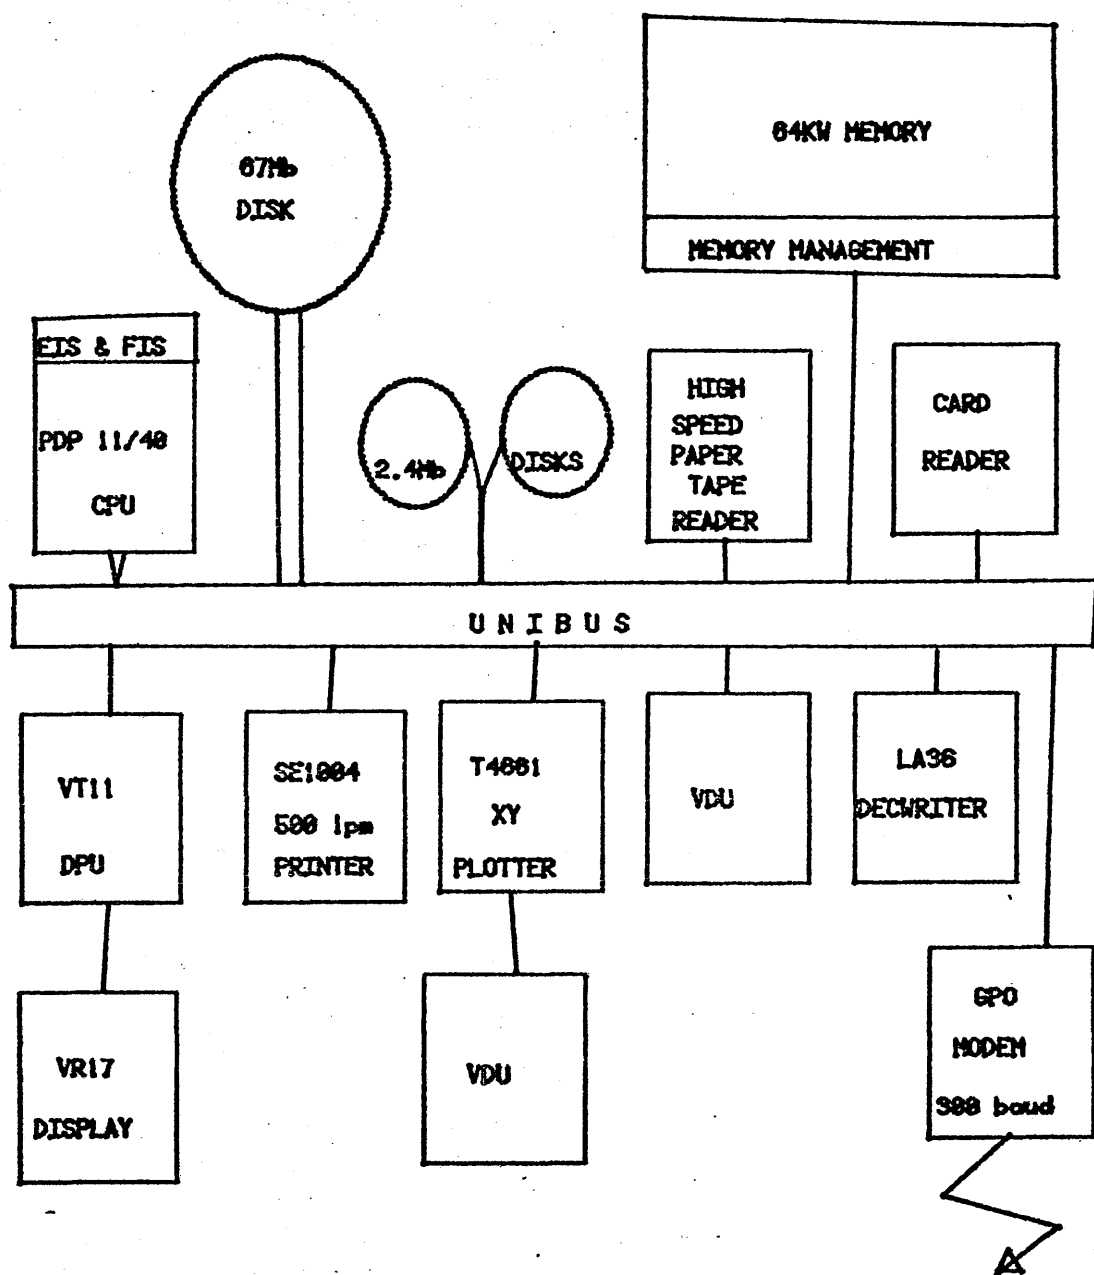 67Mb
DISK
64KW MEMORY
MEMORY MANAGEMENT
EIS & FIS
PDP 11/40
CPU
2.4Mb DISKS
HIGH
SPEED
PAPER
TAPE
READER
CARD
READER
UNIBUS
VT11
DPU
SE1004
500 lpm
PRINTER
T4661
XY
PLOTTER
VDU
LA36
DECWRITER
VR17
DISPLAY
VDU
GPO
MODEM
300 baud